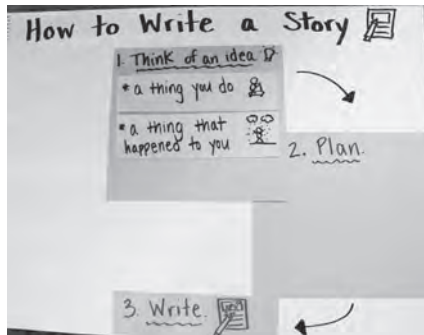 How to Write a Story
1. Think of an idea
* a thing you do
* a thing that
happened to you
2. Plan.
3. Write.